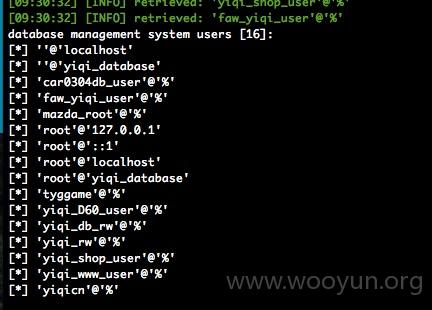 [09:30:32] [INFO] retrieved: 'yiqi_shop_user'@'%'
[09:30:32] [INFO] retrieved: 'faw_yiqi_user'@'%'
database management system users [16]:
[*] ''@'localhost'
[*] ''@'yiqi_database'
[*] 'car0304db_user'@'%'
[*] 'faw_yiqi_user'@'%'
[*] 'mazda_root'@'%'
[*] 'root'@'127.0.0.1'
[*] 'root'@'::1'
[*] 'root'@'localhost'
[*] 'root'@'yiqi_database'
[*] 'tyggame'@'%'
[*] 'yiqi_D60_user'@'%'
[*] 'yiqi_db_rw'@'%'
[*] 'yiqi_rw'@'%'
[*] 'yiqi_shop_user'@'%'
[*] 'yiqi_www_user'@'%'
[*] 'yiqicn'@'%'
www.wooyun.org